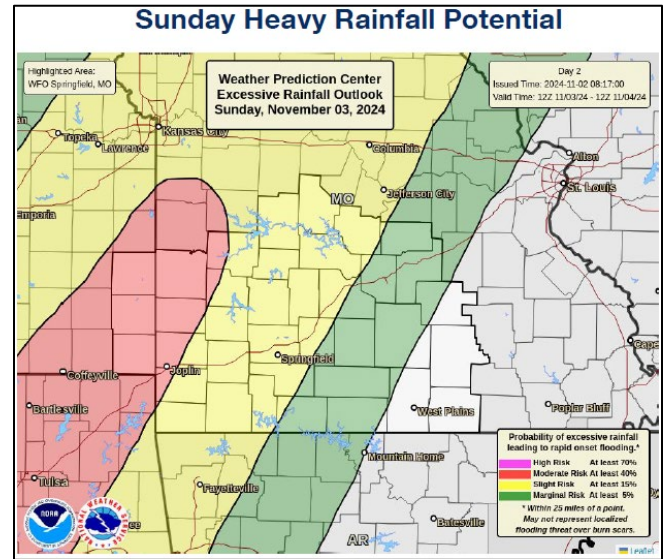 Sunday Heavy Rainfall Potential
Highlighted Area:
WFO Springfield, MO
Weather Prediction Center
Excessive Rainfall Outlook
Sunday, November 03, 2024
Day 2
Issued Time: 2024-11-02 08:17:00
Valid Time: 12Z 11/03/24 - 12Z 11/04/24
Topeka
Lawrence
Kansas City
Columbia
Alton
St. Louis
Jefferson City
MO
Emporia
Springfield
Joplin
Coffeyville
Cape
Bartlesville
West Plains
Poplar Bluff
Mountain Home
Tulsa
Fayetteville
Batesville
AR
Probability of excessive rainfall
leading to rapid onset flooding.*
High Risk At least 70%
Moderate Risk At least 40%
Slight Risk At least 15%
Marginal Risk At least 5%
* Within 25 miles of a point.
May not represent localized
flooding threat over burn scars.
NOAA
NATIONAL WEATHER SERVICE
Leaflet